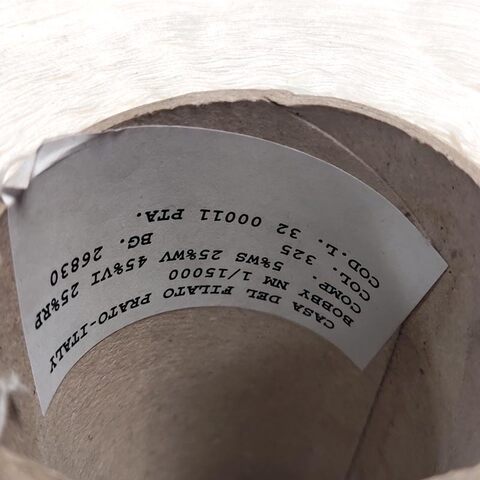 CASA DEL FILATO PRATO-ITALY
BOBBY NM 1/15000
COMP. 5%WS 25%WV 45%VI 25%RP
COL. 325 BG. 26830
COD.L. 32 00011 PTA.